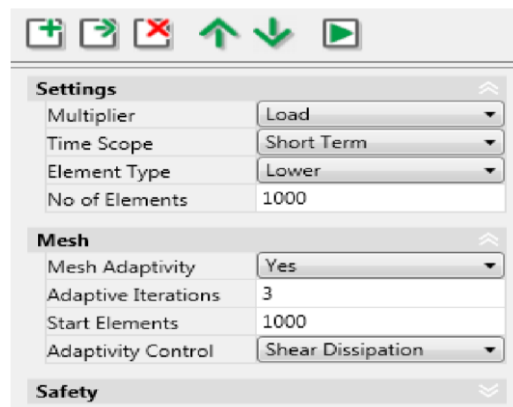 Settings
Multiplier Load
Time Scope Short Term
Element Type Lower
No of Elements 1000
Mesh
Mesh Adaptivity Yes
Adaptive Iterations 3
Start Elements 1000
Adaptivity Control Shear Dissipation
Safety